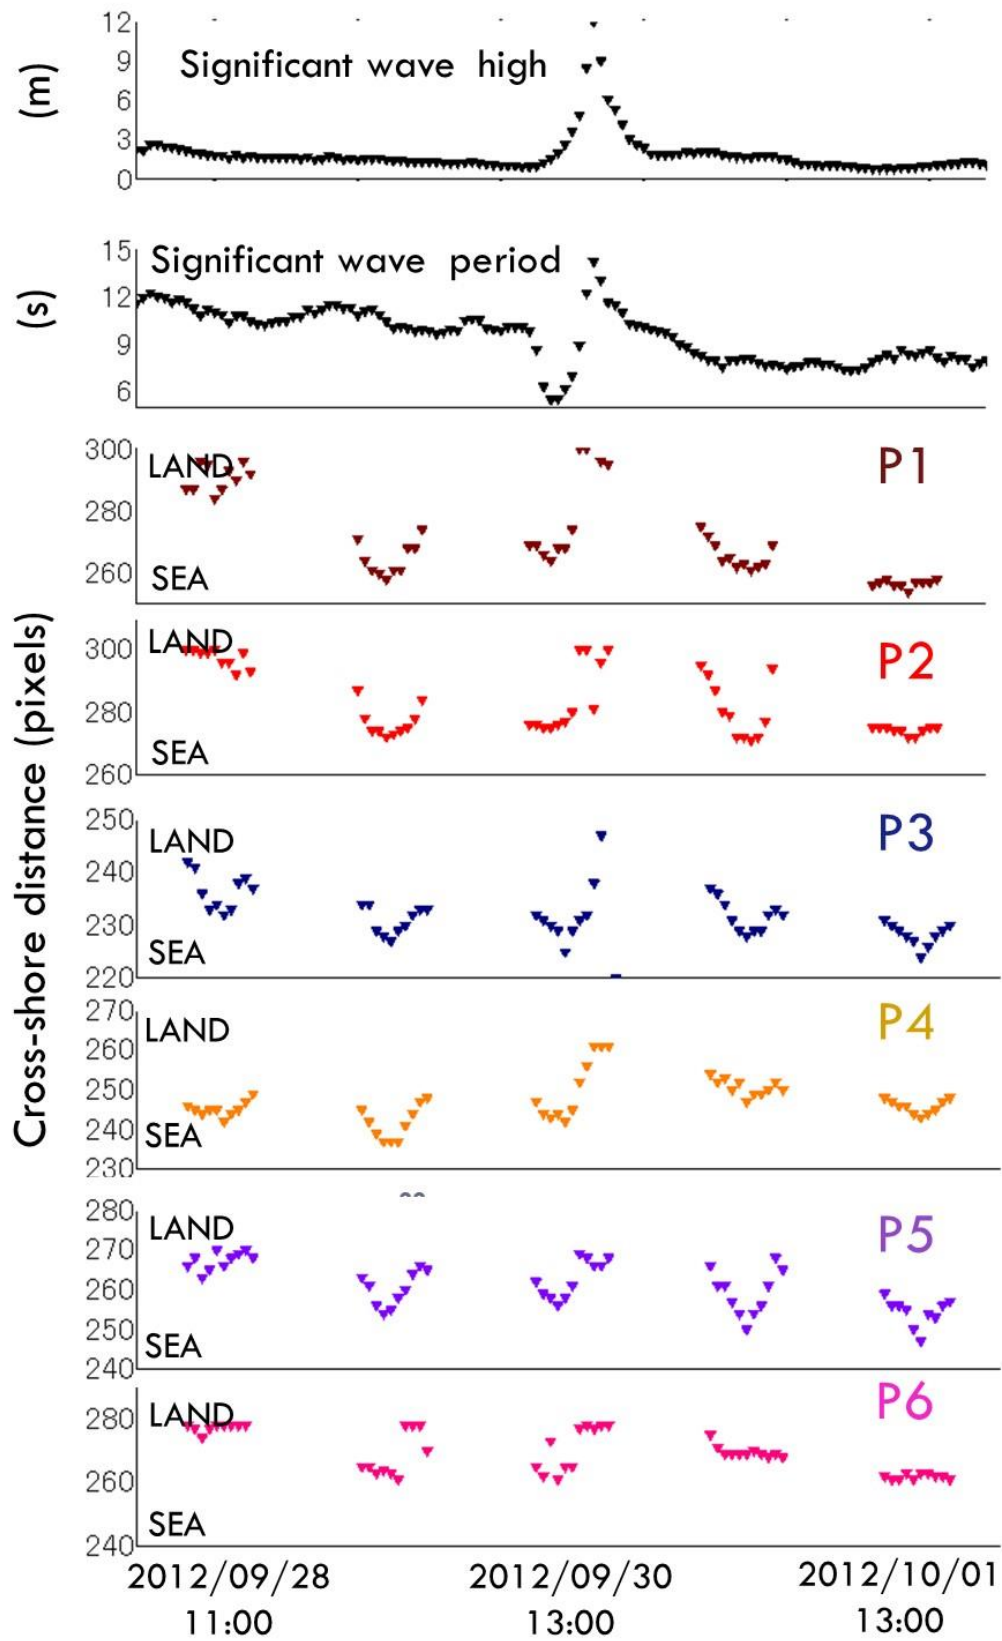 12
9
6
3
0
(m)
Significant wave high
15
12
9
6
(s)
Significant wave period
Cross-shore distance (pixels)
300
280
260
LAND
SEA
P1
300
280
260
LAND
SEA
P2
250
240
230
220
LAND
SEA
P3
270
260
250
240
230
LAND
SEA
P4
280
270
260
250
240
LAND
SEA
P5
280
260
240
LAND
SEA
P6
2012/09/28 2012/09/30 2012/10/01
11:00 13:00 13:00